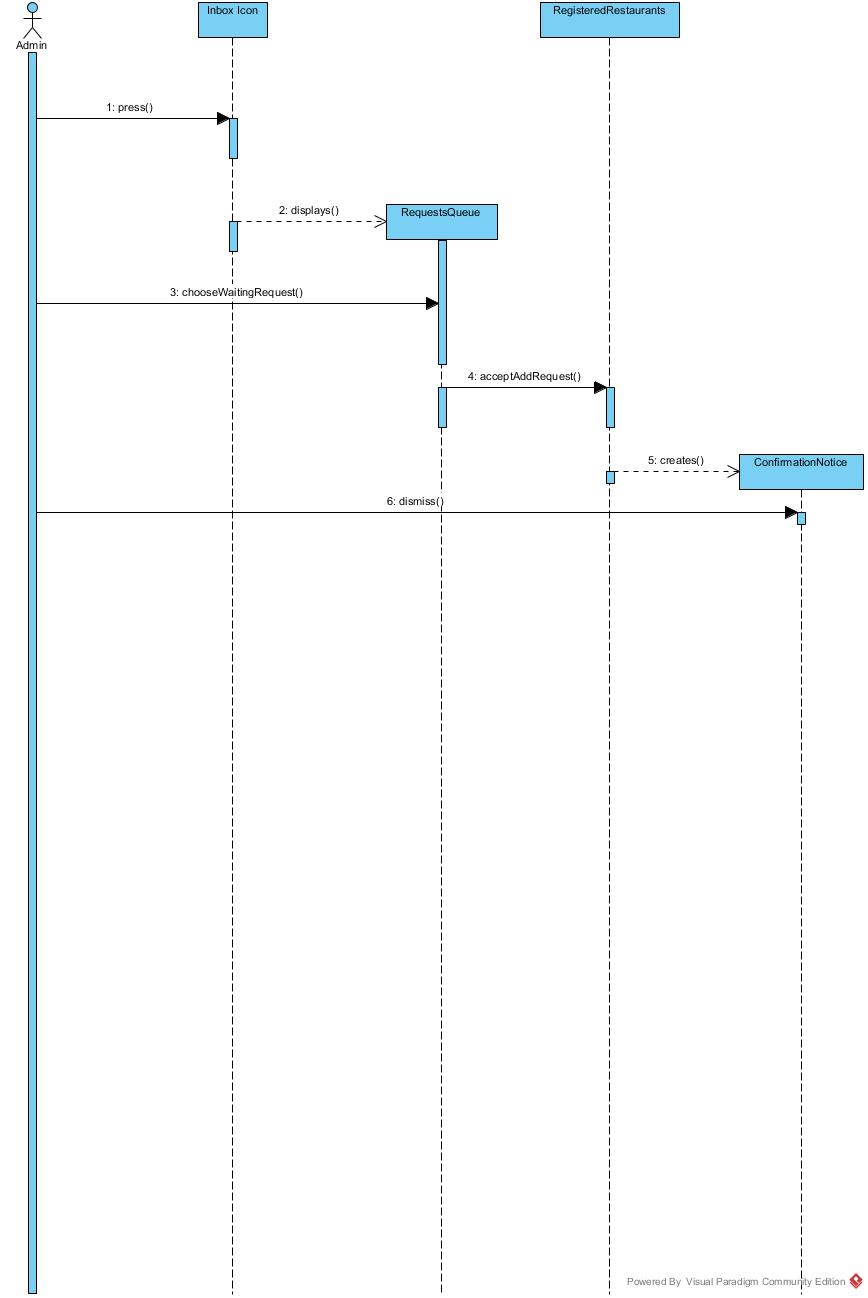 Inbox Icon
RegisteredRestaurants
Admin
1: press()
2: displays()
RequestsQueue
3: chooseWaitingRequest()
4: acceptAddRequest()
5: creates()
ConfirmationNotice
6: dismiss()
Powered By Visual Paradigm Community Edition